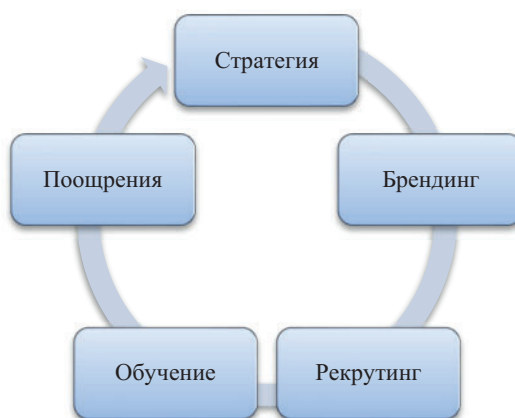 Стратегия
Брендинг
Рекрутинг
Обучение
Поощрения